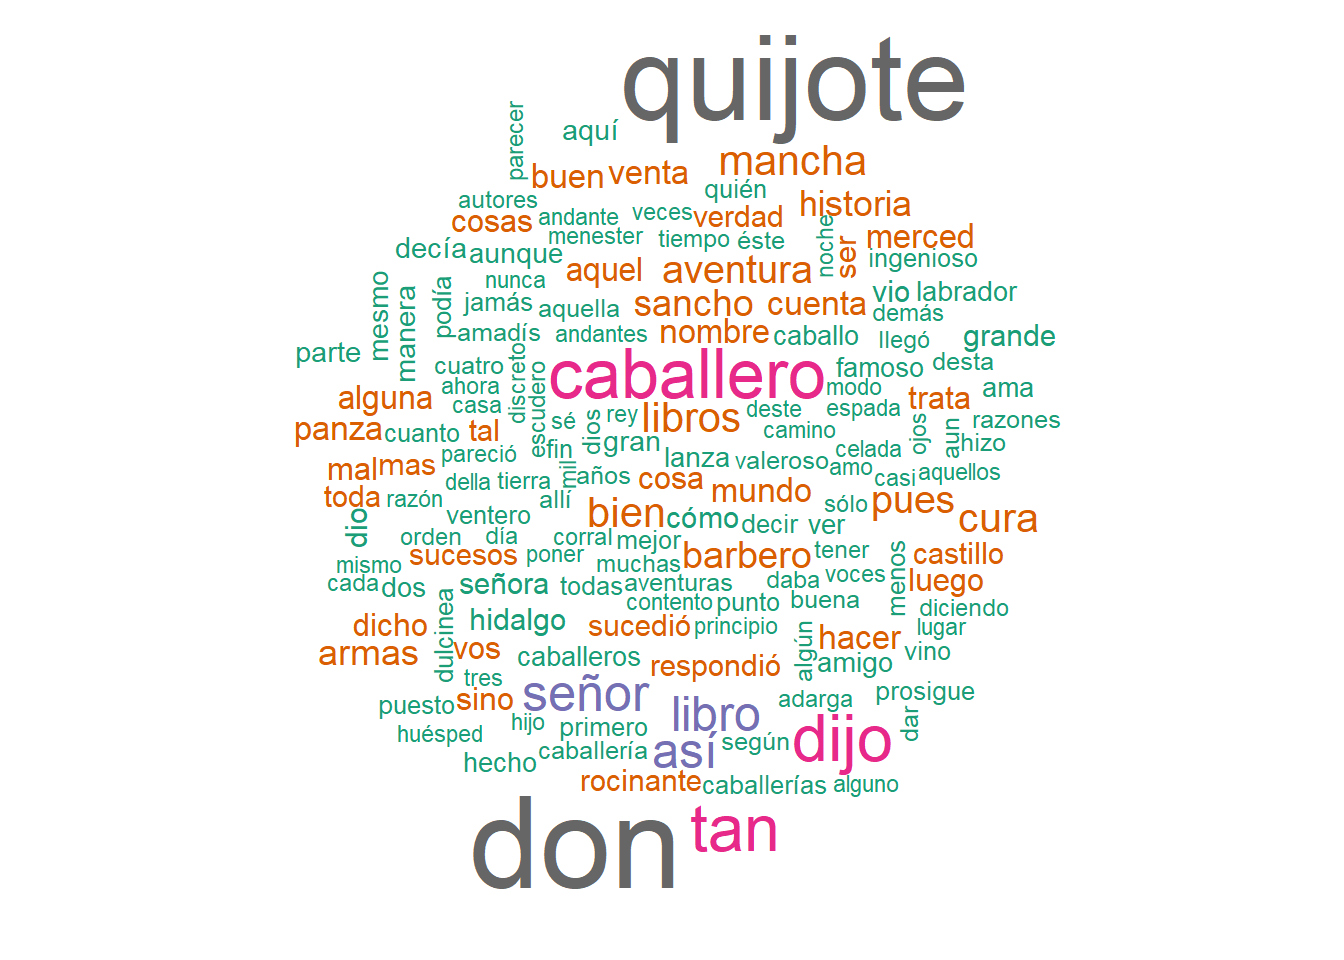 quijote
aquí
parecer
mancha
buen
venta
quién
autores
historia
cosas
andante
veces
verdad
noche
merced
menester
tiempo
éste
ser
decía
aunque
ingenioso
aquel
aventura
nunca
vio
labrador
mesmo
manera
podía
jamás
aquella
sancho
cuenta
demás
amadís
andantes
nombre
caballo
llegó
grande
parte
cuatro
discreto
caballero
famoso
desta
ahora
modo
ama
alguna
casa
escudero
libros
deste
espada
trata
panza
cuanto
tal
sé
rey
camino
razones
pareció
fin
dios
gran
celada
ojos
aun
hizo
mal
mas
lanza
valeroso
amo
casi
aquellos
della
tierra
mil
años
cosa
mundo
toda
razón
allí
sólo
pues
dio
ventero
bien
cómo
decir
ver
cura
orden
día
corral
mejor
mismo
sucesos
poner
muchas
barbero
tener
castillo
cada
dos
señora
todas
aventuras
daba
voces
menos
luego
contento
punto
buena
diciendo
dicho
dulcinea
hidalgo
sucedió
principio
algún
hacer
lugar
armas
vos
caballeros
respondió
amigo
vino
tres
puesto
sino
señor
libro
adarga
prosigue
huésped
hijo
primero
así
según
dijo
dar
hecho
caballería
rocinante
caballerías
alguno
don
tan